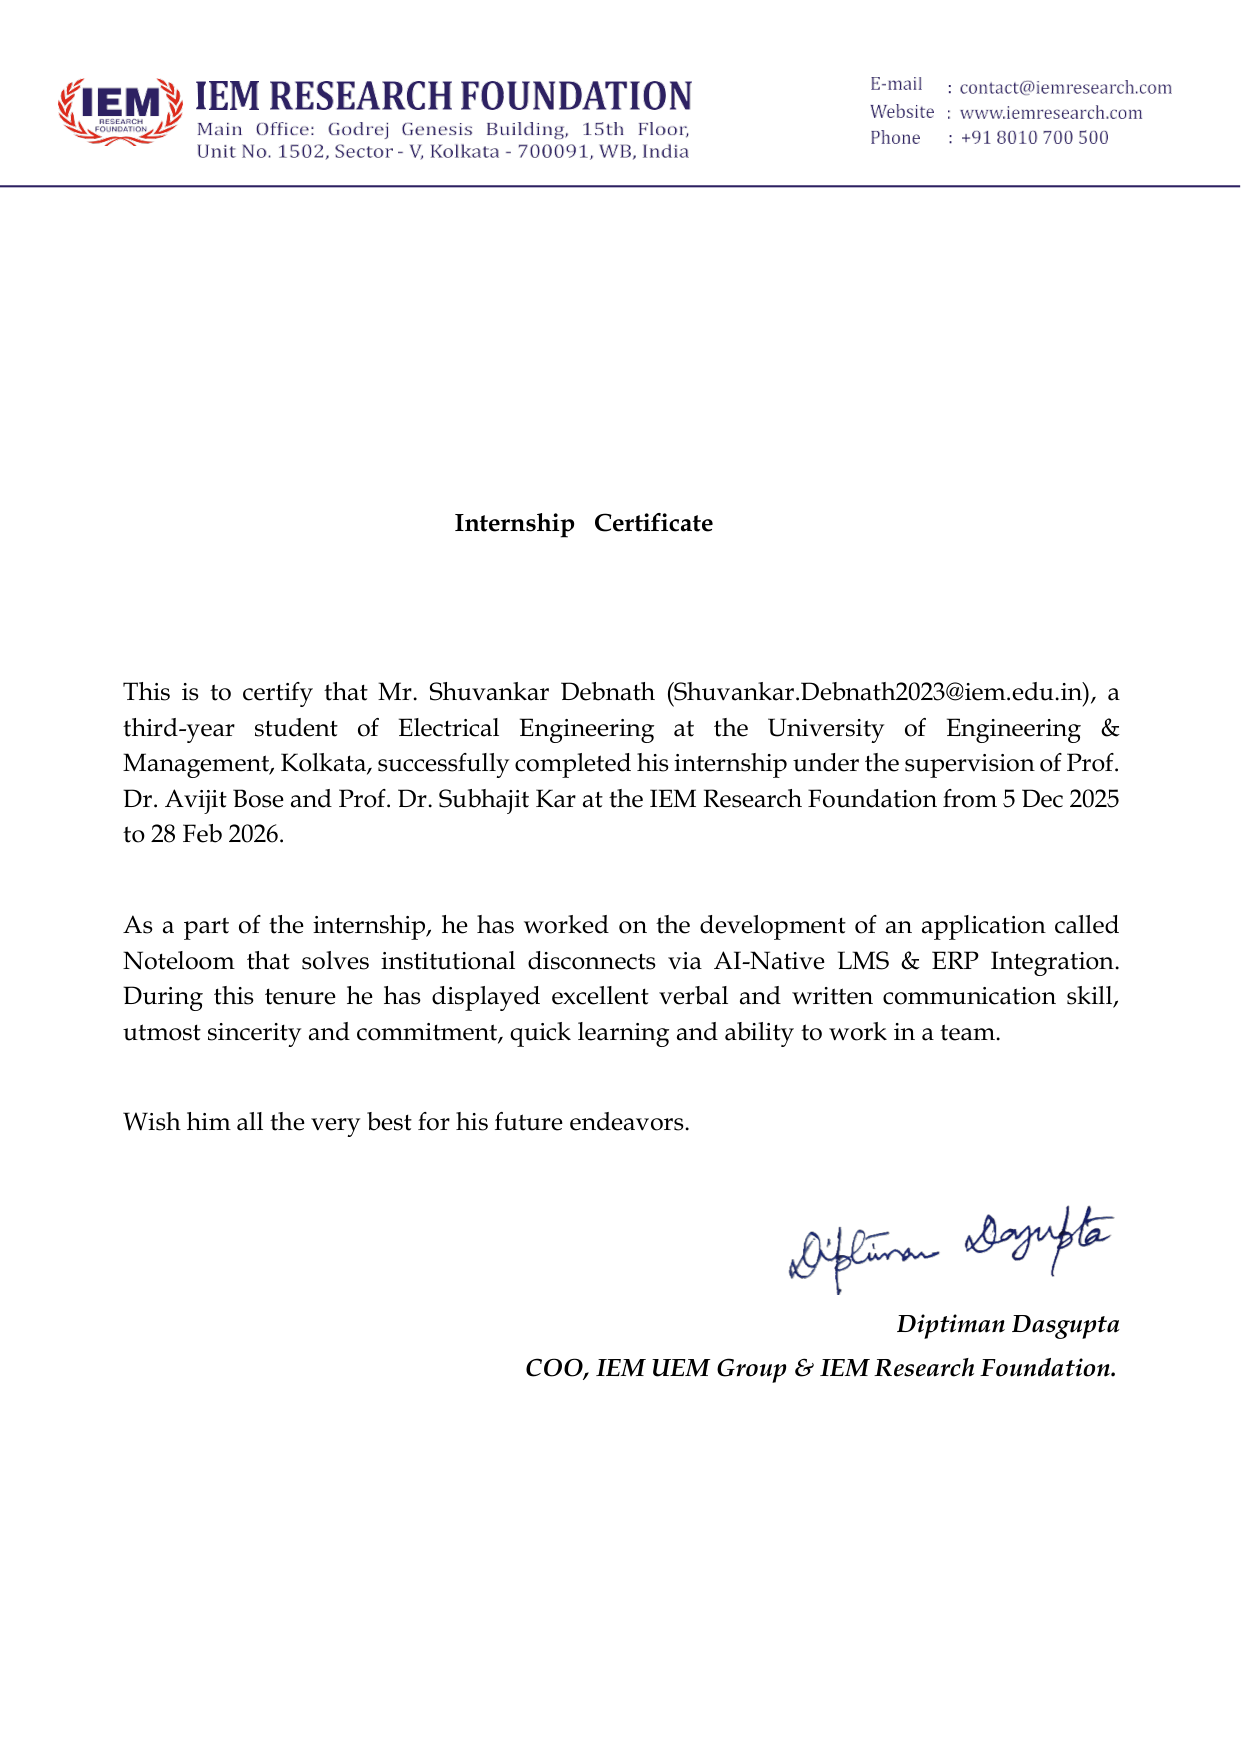 IEM
RESEARCH
FOUNDATION
IEM RESEARCH FOUNDATION
Main Office: Godrej Genesis Building, 15th Floor,
Unit No. 1502, Sector - V, Kolkata - 700091, WB, India
E-mail : contact@iemresearch.com
Website : www.iemresearch.com
Phone : +91 8010 700 500
Internship Certificate
This is to certify that Mr. Shuvankar Debnath (Shuvankar.Debnath2023@iem.edu.in), a
third-year student of Electrical Engineering at the University of Engineering &
Management, Kolkata, successfully completed his internship under the supervision of Prof.
Dr. Avijit Bose and Prof. Dr. Subhajit Kar at the IEM Research Foundation from 5 Dec 2025
to 28 Feb 2026.
As a part of the internship, he has worked on the development of an application called
Noteloom that solves institutional disconnects via AI-Native LMS & ERP Integration.
During this tenure he has displayed excellent verbal and written communication skill,
utmost sincerity and commitment, quick learning and ability to work in a team.
Wish him all the very best for his future endeavors.
Diptiman Dasgupta
Diptiman Dasgupta
COO, IEM UEM Group & IEM Research Foundation.